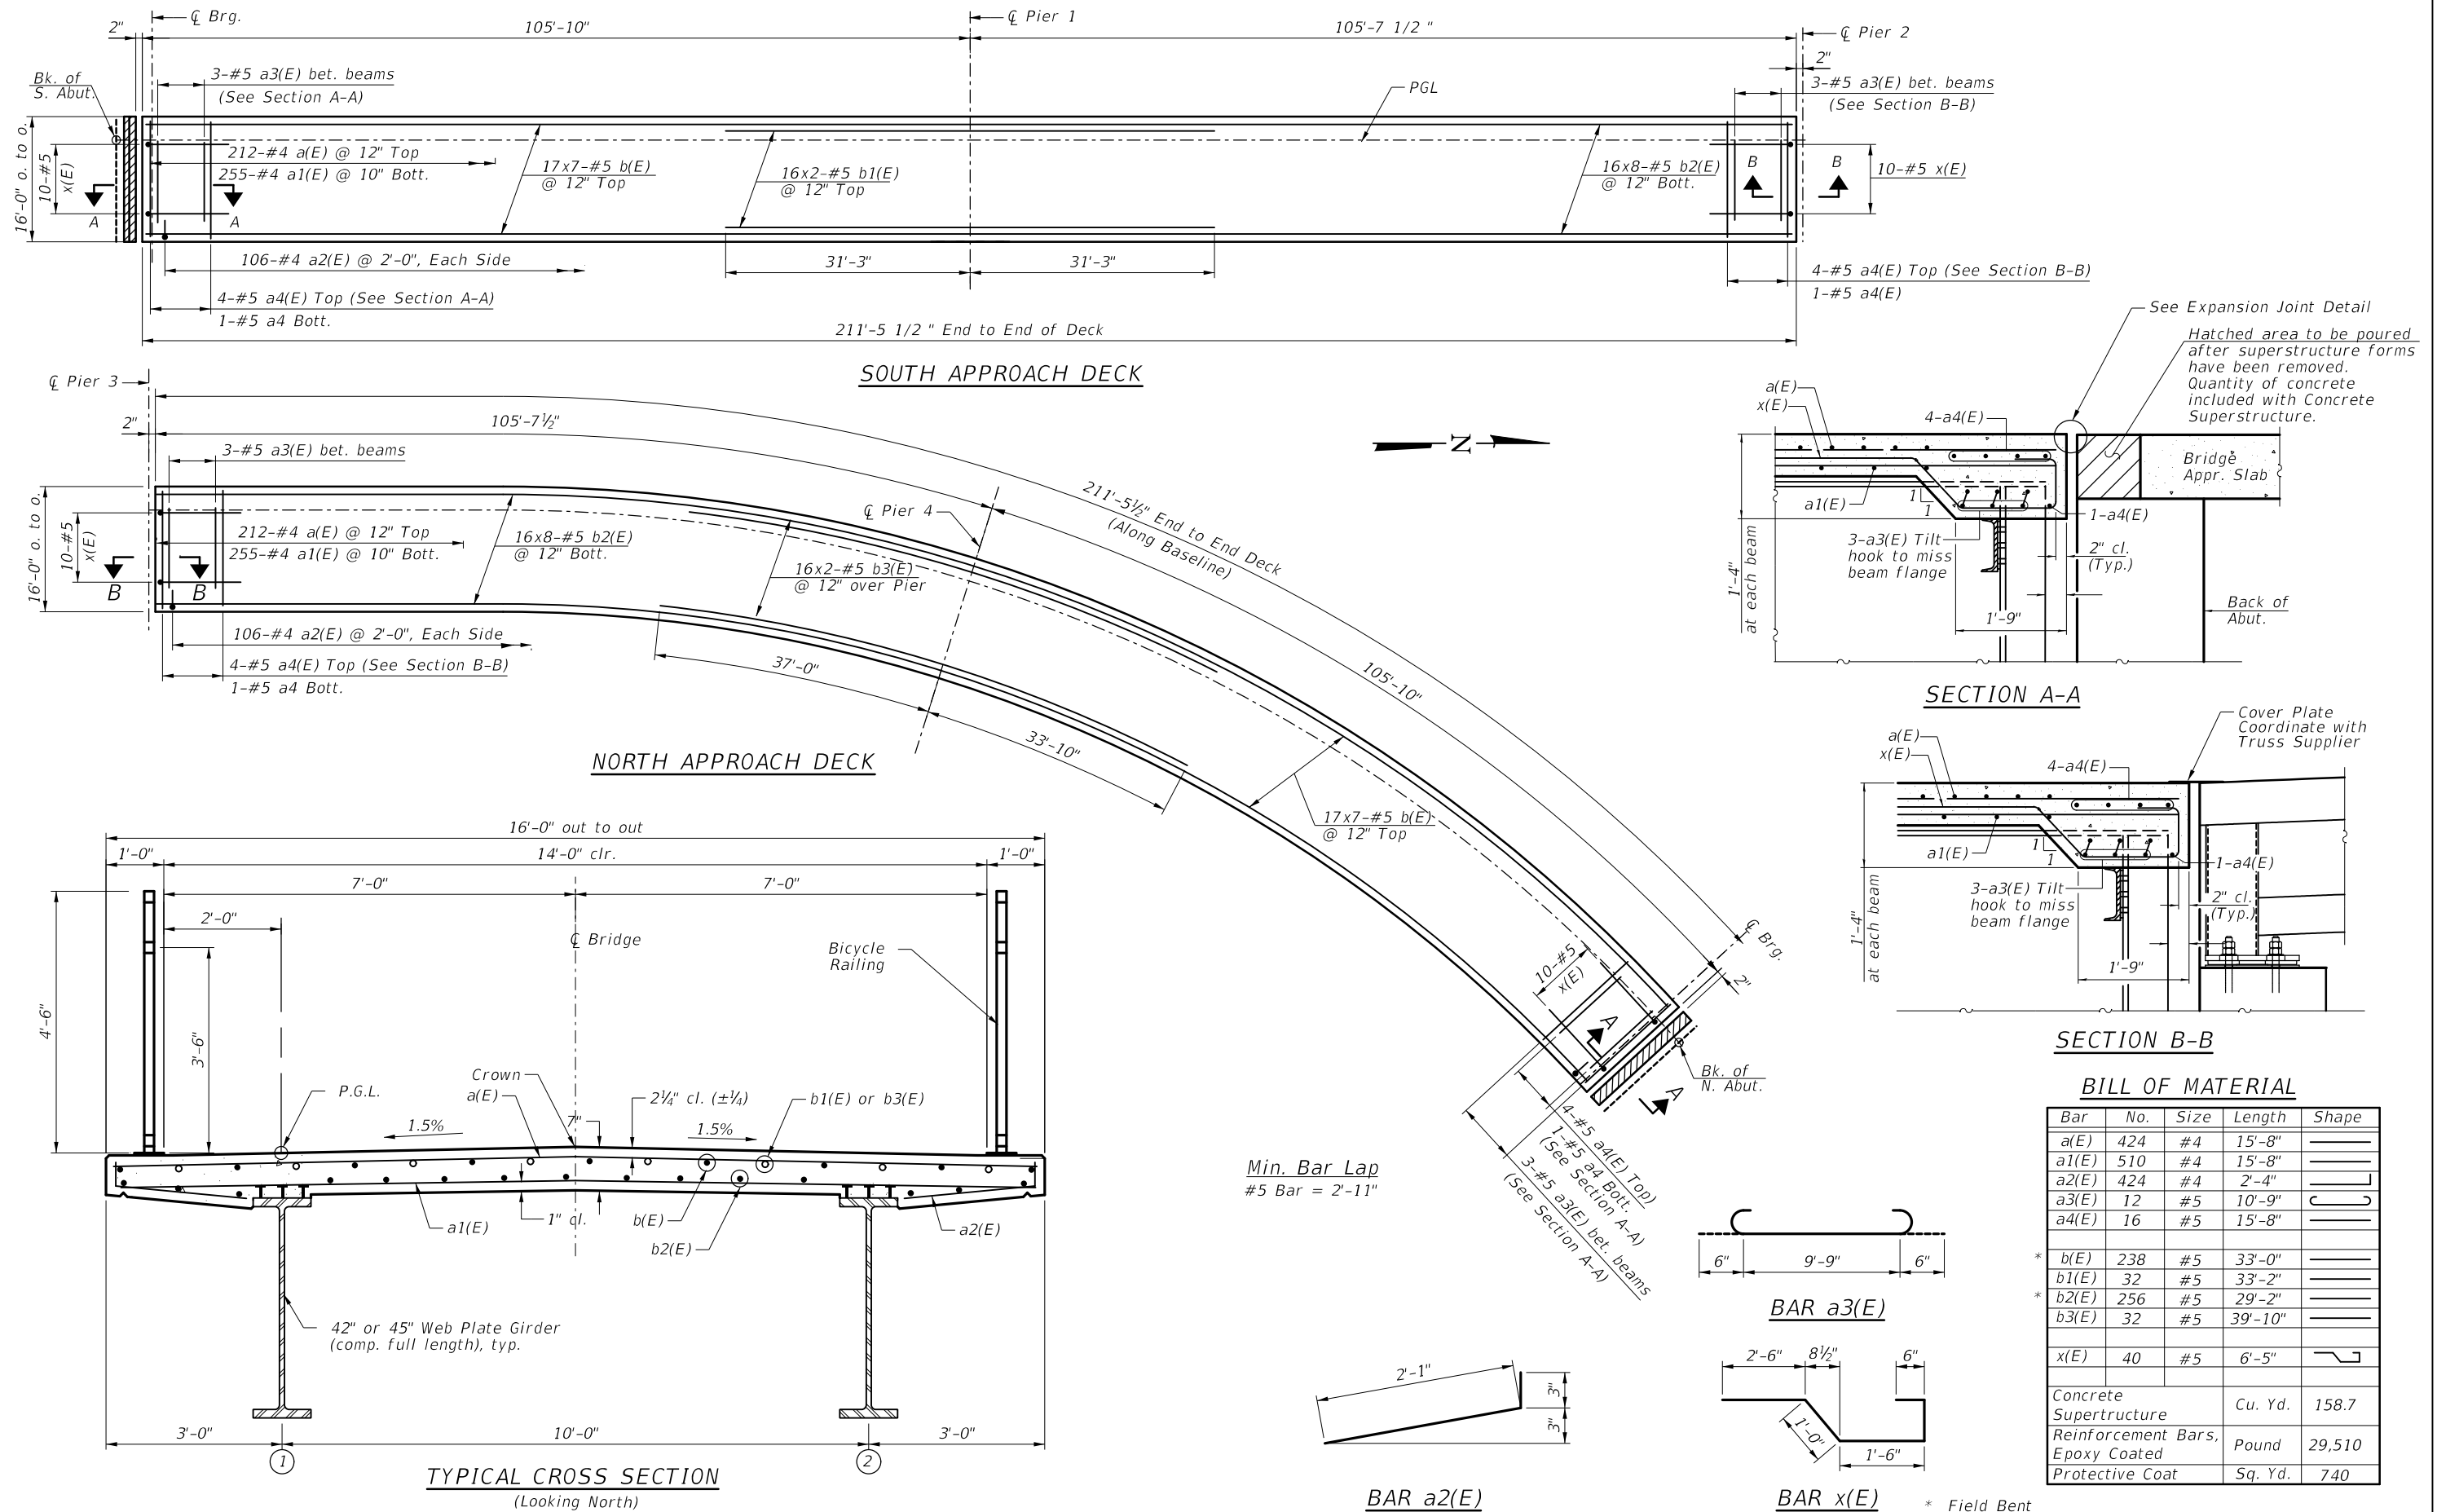 ℄ Brg.
℄ Pier 1
℄ Pier 2
2"
105'-10"
105'-7 1/2 "
2"
Bk. of
S. Abut.
3-#5 a3(E) bet. beams
(See Section A-A)
PGL
3-#5 a3(E) bet. beams
(See Section B-B)
16'-0" o. to o.
10-#5
x(E)
A
A
212-#4 a(E) @ 12" Top
255-#4 a1(E) @ 10" Bott.
17x7-#5 b(E)
@ 12" Top
16x2-#5 b1(E)
@ 12" Top
16x8-#5 b2(E)
@ 12" Bott.
B
B
10-#5 x(E)
106-#4 a2(E) @ 2'-0", Each Side
31'-3"
31'-3"
4-#5 a4(E) Top (See Section A-A)
1-#5 a4 Bott.
4-#5 a4(E) Top (See Section B-B)
1-#5 a4(E)
211'-5 1/2 " End to End of Deck
SOUTH APPROACH DECK
℄ Pier 3
2"
105'-7½"
3-#5 a3(E) bet. beams
16'-0" o. to o.
10-#5
x(E)
B
B
212-#4 a(E) @ 12" Top
255-#4 a1(E) @ 10" Bott.
16x8-#5 b2(E)
@ 12" Bott.
℄ Pier 4
16x2-#5 b3(E)
@ 12" over Pier
211'-5½" End to End Deck
(Along Baseline)
N
106-#4 a2(E) @ 2'-0", Each Side
4-#5 a4(E) Top (See Section B-B)
1-#5 a4 Bott.
37'-0"
33'-10"
105'-10"
17x7-#5 b(E)
@ 12" Top
℄ Brg.
2"
10-#5
x(E)
A
A
Bk. of
N. Abut.
4-#5 a4(E) Top)
1-#5 a4 Bott.
(See Section A-A)
3-#5 a3(E) bet. beams
(See Section A-A)
NORTH APPROACH DECK
See Expansion Joint Detail
Hatched area to be poured
after superstructure forms
have been removed.
Quantity of concrete
included with Concrete
Superstructure.
a(E)
x(E)
4-a4(E)
Bridge
Appr. Slab
a1(E)
1
1
1-a4(E)
3-a3(E) Tilt
hook to miss
beam flange
2" cl.
(Typ.)
1'-4"
at each beam
1'-9"
Back of
Abut.
SECTION A-A
Cover Plate
Coordinate with
Truss Supplier
a(E)
x(E)
4-a4(E)
a1(E)
1
1
1-a4(E)
3-a3(E) Tilt
hook to miss
beam flange
2" cl.
(Typ.)
1'-4"
at each beam
1'-9"
SECTION B-B
16'-0" out to out
1'-0"
14'-0" clr.
1'-0"
7'-0"
7'-0"
2'-0"
℄ Bridge
Bicycle
Railing
4'-6"
3'-6"
P.G.L.
Crown
a(E)
7"
2¼" cl. (±¼)
b1(E) or b3(E)
1.5%
1.5%
a1(E)
1" cl.
b(E)
b2(E)
a2(E)
42" or 45" Web Plate Girder
(comp. full length), typ.
3'-0"
10'-0"
3'-0"
1
2
TYPICAL CROSS SECTION
(Looking North)
Min. Bar Lap
#5 Bar = 2'-11"
6"
9'-9"
6"
BAR a3(E)
2'-1"
3"
3"
BAR a2(E)
2'-6"
8½"
6"
1'-0"
1'-6"
BAR x(E)
BILL OF MATERIAL
Bar No. Size Length Shape
a(E) 424 #4 15'-8"
a1(E) 510 #4 15'-8"
a2(E) 424 #4 2'-4"
a3(E) 12 #5 10'-9"
a4(E) 16 #5 15'-8"
* b(E) 238 #5 33'-0"
b1(E) 32 #5 33'-2"
* b2(E) 256 #5 29'-2"
b3(E) 32 #5 39'-10"
x(E) 40 #5 6'-5"
Concrete
Supertructure Cu. Yd. 158.7
Reinforcement Bars,
Epoxy Coated Pound 29,510
Protective Coat Sq. Yd. 740
* Field Bent